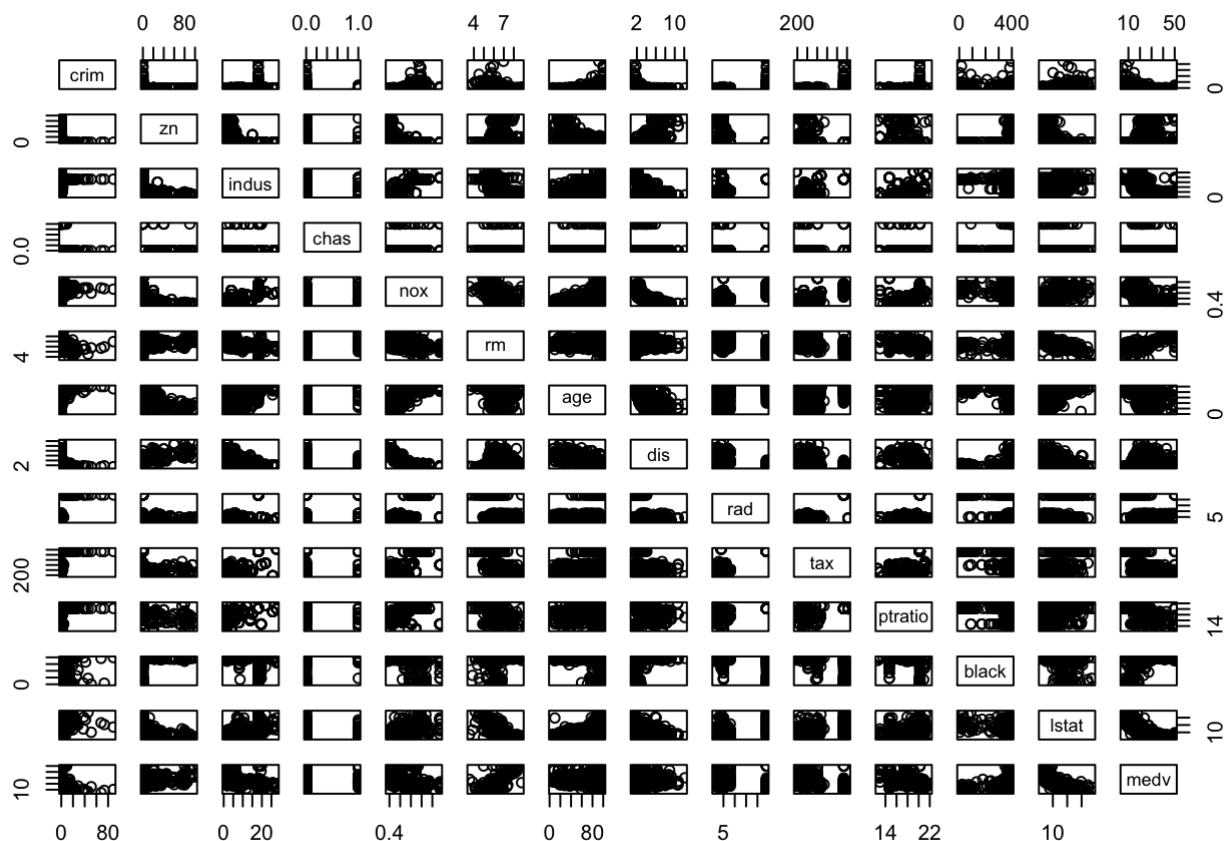 0 80 0.0 1.0 4 7 2 10 200 0 400 10 50
crim 0
0 zn
indus 0
0.0 chas
nox 0.4
4 rm
age 0
2 dis
rad 5
200 tax
ptratio 14
0 black
lstat 10
10 medv
0 80 0 20 0.4 0 80 5 14 22 10